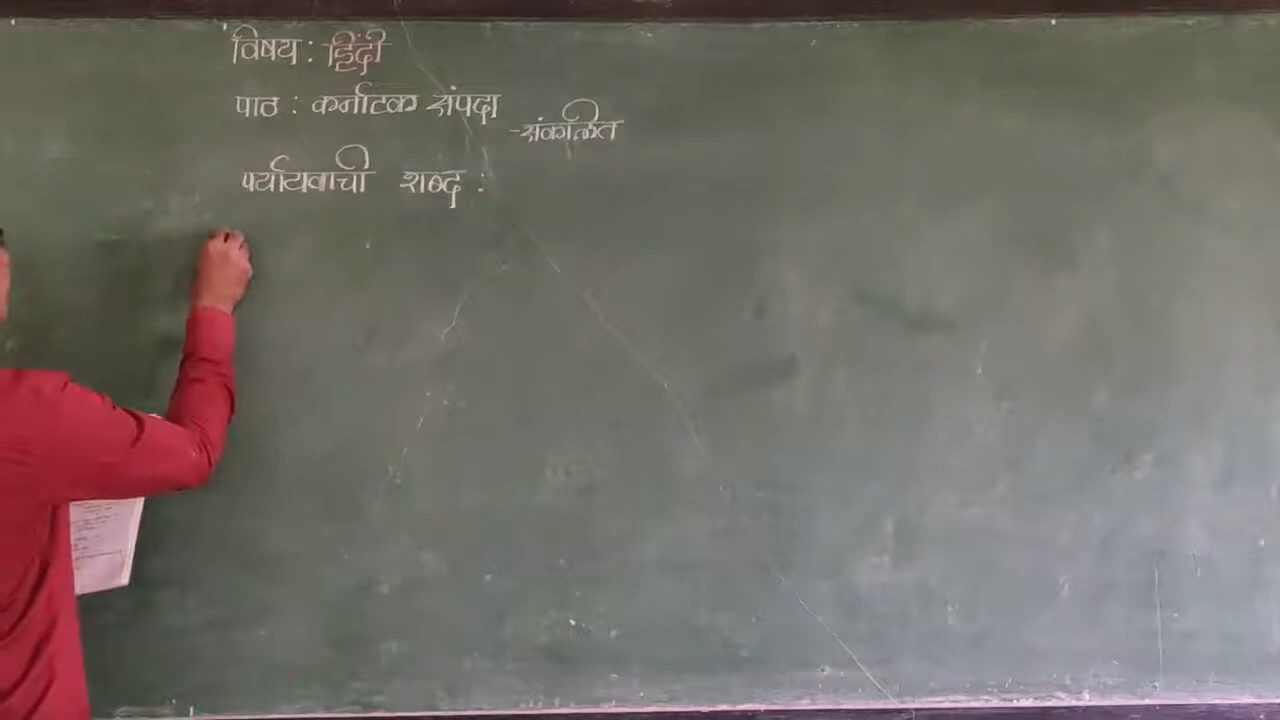 विषय : हिंदी
पाठ : कर्नाटक संपदा
-संकलित
पर्यायवाची शब्द :